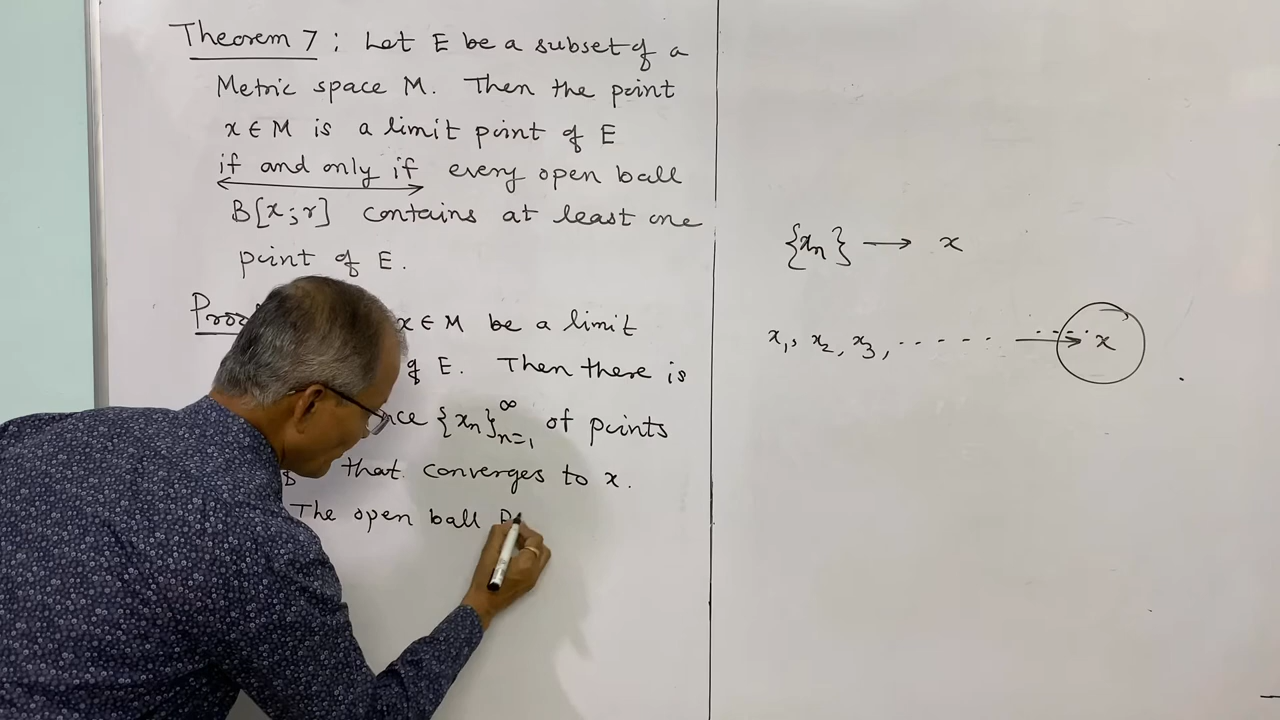 Theorem 7 : Let E be a subset of a
Metric space M. Then the point
x ∈ M is a limit point of E
if and only if every open ball
B[x;r] contains at least one
point of E.
x ∈ M be a limit
of E. Then there is
{xₙ}ₙ₌₁^∞ of points
that converges to x.
The open ball
{xₙ} → x
x₁, x₂, x₃, ..... → x